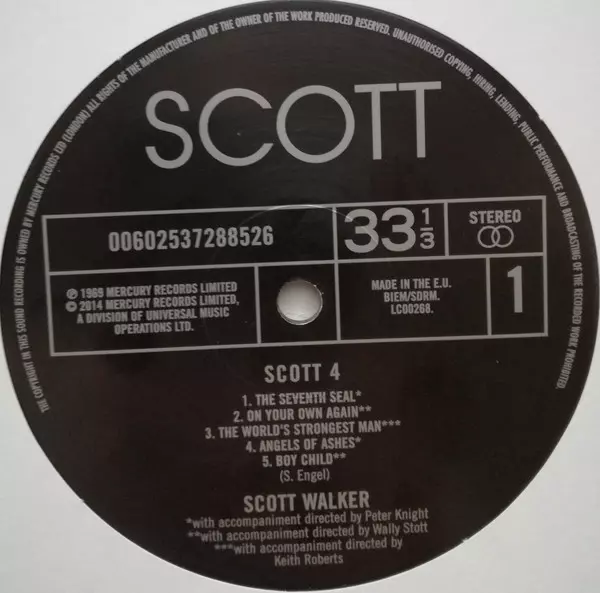 THE COPYRIGHT IN THIS SOUND RECORDING IS OWNED BY MERCURY RECORDS LTD (LONDON) ALL RIGHTS OF THE MANUFACTURER AND OF THE OWNER OF THE WORK PRODUCED RESERVED. UNAUTHORISED COPYING, HIRING, LENDING, PUBLIC PERFORMANCE AND BROADCASTING OF THE RECORDED WORK PROHIBITED.
SCOTT
00602537288526
33 1/3
STEREO
℗ 1969 MERCURY RECORDS LIMITED
© 2014 MERCURY RECORDS LIMITED,
A DIVISION OF UNIVERSAL MUSIC
OPERATIONS LTD.
MADE IN THE E.U.
BIEM/SDRM.
LC00268.
1
SCOTT 4
1. THE SEVENTH SEAL*
2. ON YOUR OWN AGAIN**
3. THE WORLD'S STRONGEST MAN***
4. ANGELS OF ASHES*
5. BOY CHILD**
(S. Engel)
SCOTT WALKER
*with accompaniment directed by Peter Knight
**with accompaniment directed by Wally Stott
***with accompaniment directed by
Keith Roberts